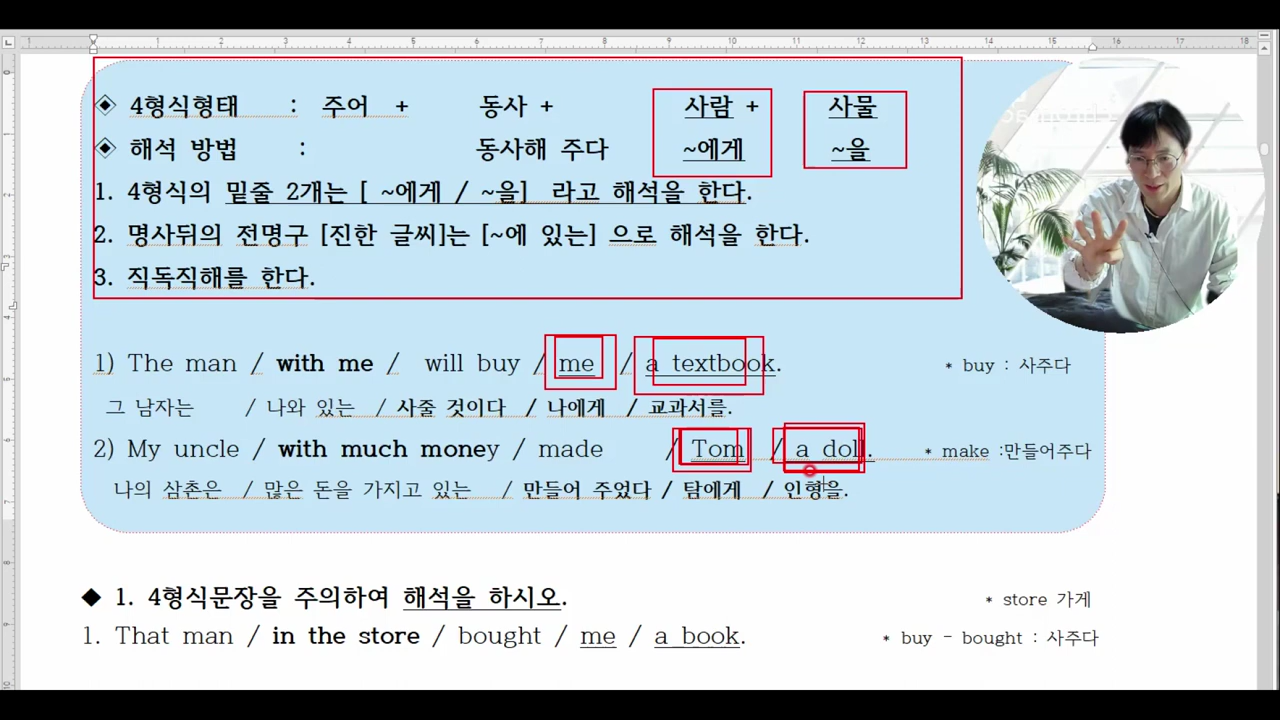 ◈ 4형식형태 : 주어 + 동사 + 사람 + 사물
◈ 해석 방법 : 동사해 주다 ~에게 ~을
1. 4형식의 밑줄 2개는 [ ~에게 / ~을] 라고 해석을 한다.
2. 명사뒤의 전명구 [진한 글씨]는 [~에 있는] 으로 해석을 한다.
3. 직독직해를 한다.
1) The man / with me / will buy / me / a textbook. * buy : 사주다
그 남자는 / 나와 있는 / 사줄 것이다 / 나에게 / 교과서를.
2) My uncle / with much money / made / Tom / a doll. * make :만들어주다
나의 삼촌은 / 많은 돈을 가지고 있는 / 만들어 주었다 / 탐에게 / 인형을.
◆ 1. 4형식문장을 주의하여 해석을 하시오. * store 가게
1. That man / in the store / bought / me / a book. * buy - bought : 사주다